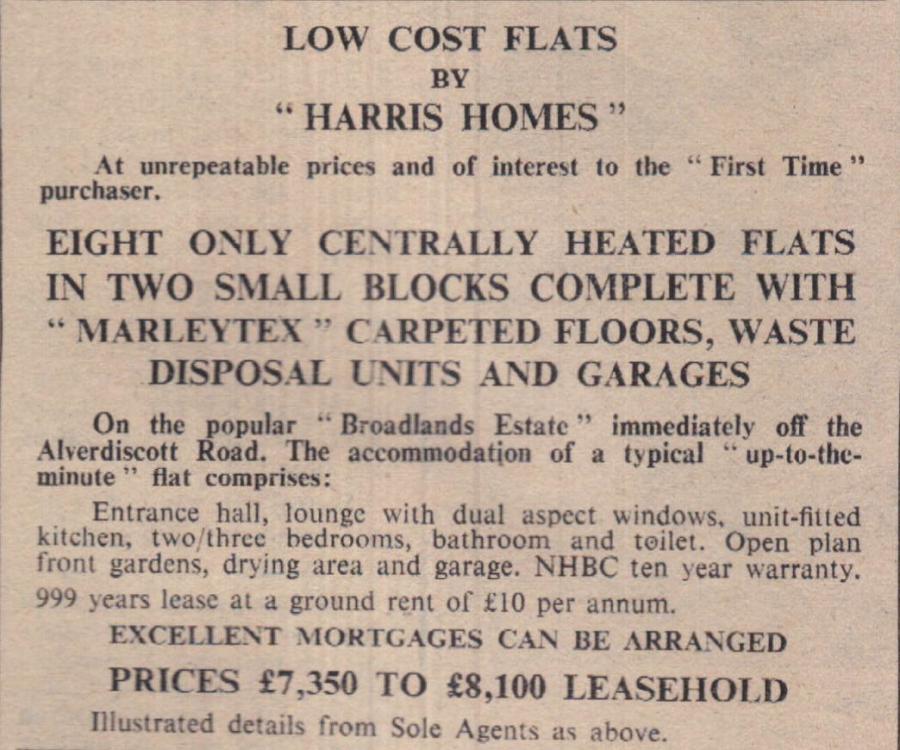 LOW COST FLATS
BY
“ HARRIS HOMES ”
At unrepeatable prices and of interest to the “ First Time ”
purchaser.
EIGHT ONLY CENTRALLY HEATED FLATS
IN TWO SMALL BLOCKS COMPLETE WITH
“ MARLEYTEX ” CARPETED FLOORS, WASTE
DISPOSAL UNITS AND GARAGES
On the popular “ Broadlands Estate ” immediately off the
Alverdiscott Road. The accommodation of a typical “ up-to-the-
minute ” flat comprises:
Entrance hall, lounge with dual aspect windows, unit-fitted
kitchen, two/three bedrooms, bathroom and toilet. Open plan
front gardens, drying area and garage. NHBC ten year warranty.
999 years lease at a ground rent of £10 per annum.
EXCELLENT MORTGAGES CAN BE ARRANGED
PRICES £7,350 TO £8,100 LEASEHOLD
Illustrated details from Sole Agents as above.